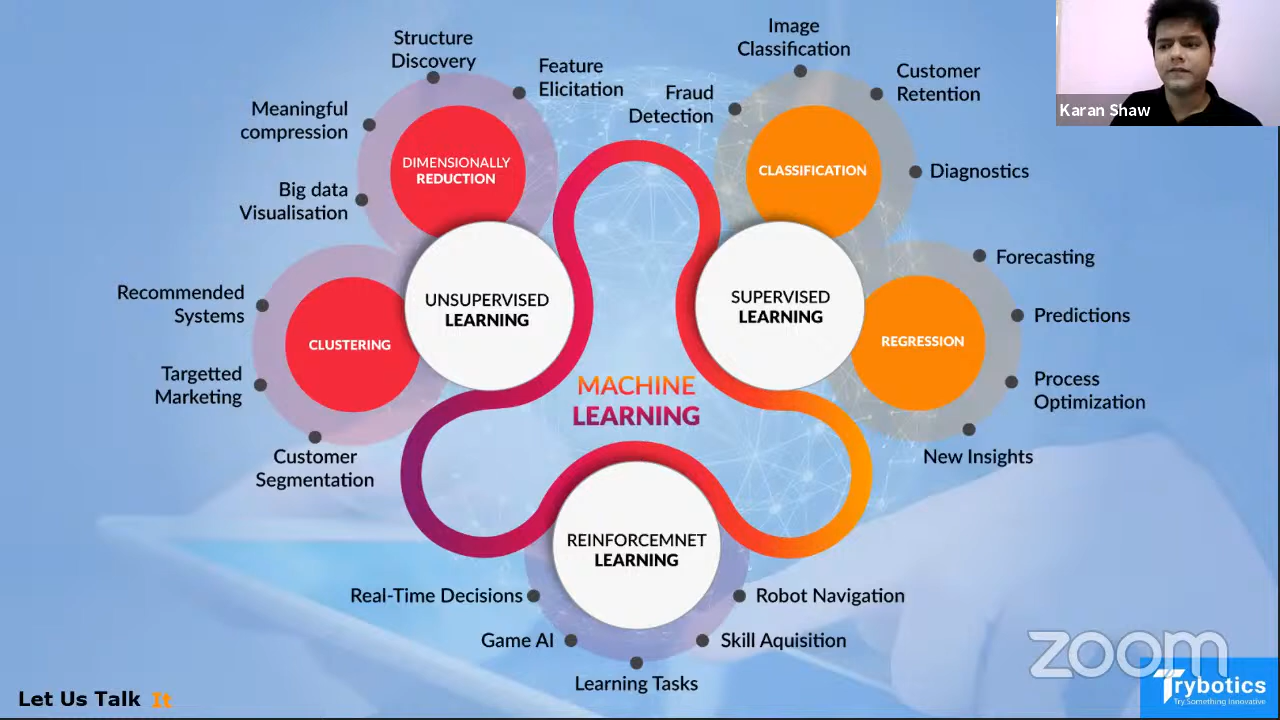 Structure
Discovery
Feature
Elicitation
Meaningful
compression
Big data
Visualisation
DIMENSIONALLY
REDUCTION
Recommended
Systems
Targetted
Marketing
Customer
Segmentation
CLUSTERING
UNSUPERVISED
LEARNING
Image
Classification
Fraud
Detection
Customer
Retention
Diagnostics
CLASSIFICATION
SUPERVISED
LEARNING
Forecasting
Predictions
Process
Optimization
New Insights
REGRESSION
MACHINE
LEARNING
REINFORCEMNET
LEARNING
Real-Time Decisions
Game AI
Learning Tasks
Skill Aquisition
Robot Navigation
Karan Shaw
Let Us Talk It
zoom
Trybotics
Try.Something Innovative